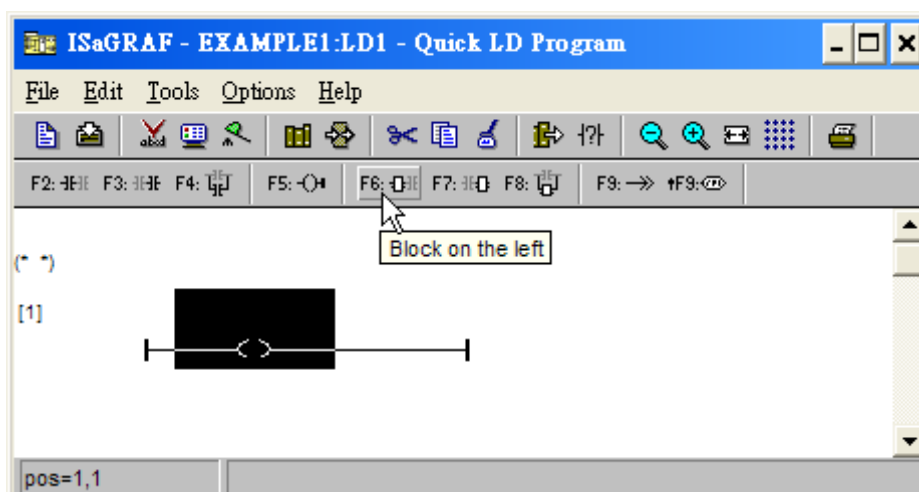 ISaGRAF - EXAMPLE1:LD1 - Quick LD Program
File Edit Tools Options Help
F2: F3: F4: F5: F6: F7: F8: F9: F9:
Block on the left
(* *)
[1]
pos=1,1